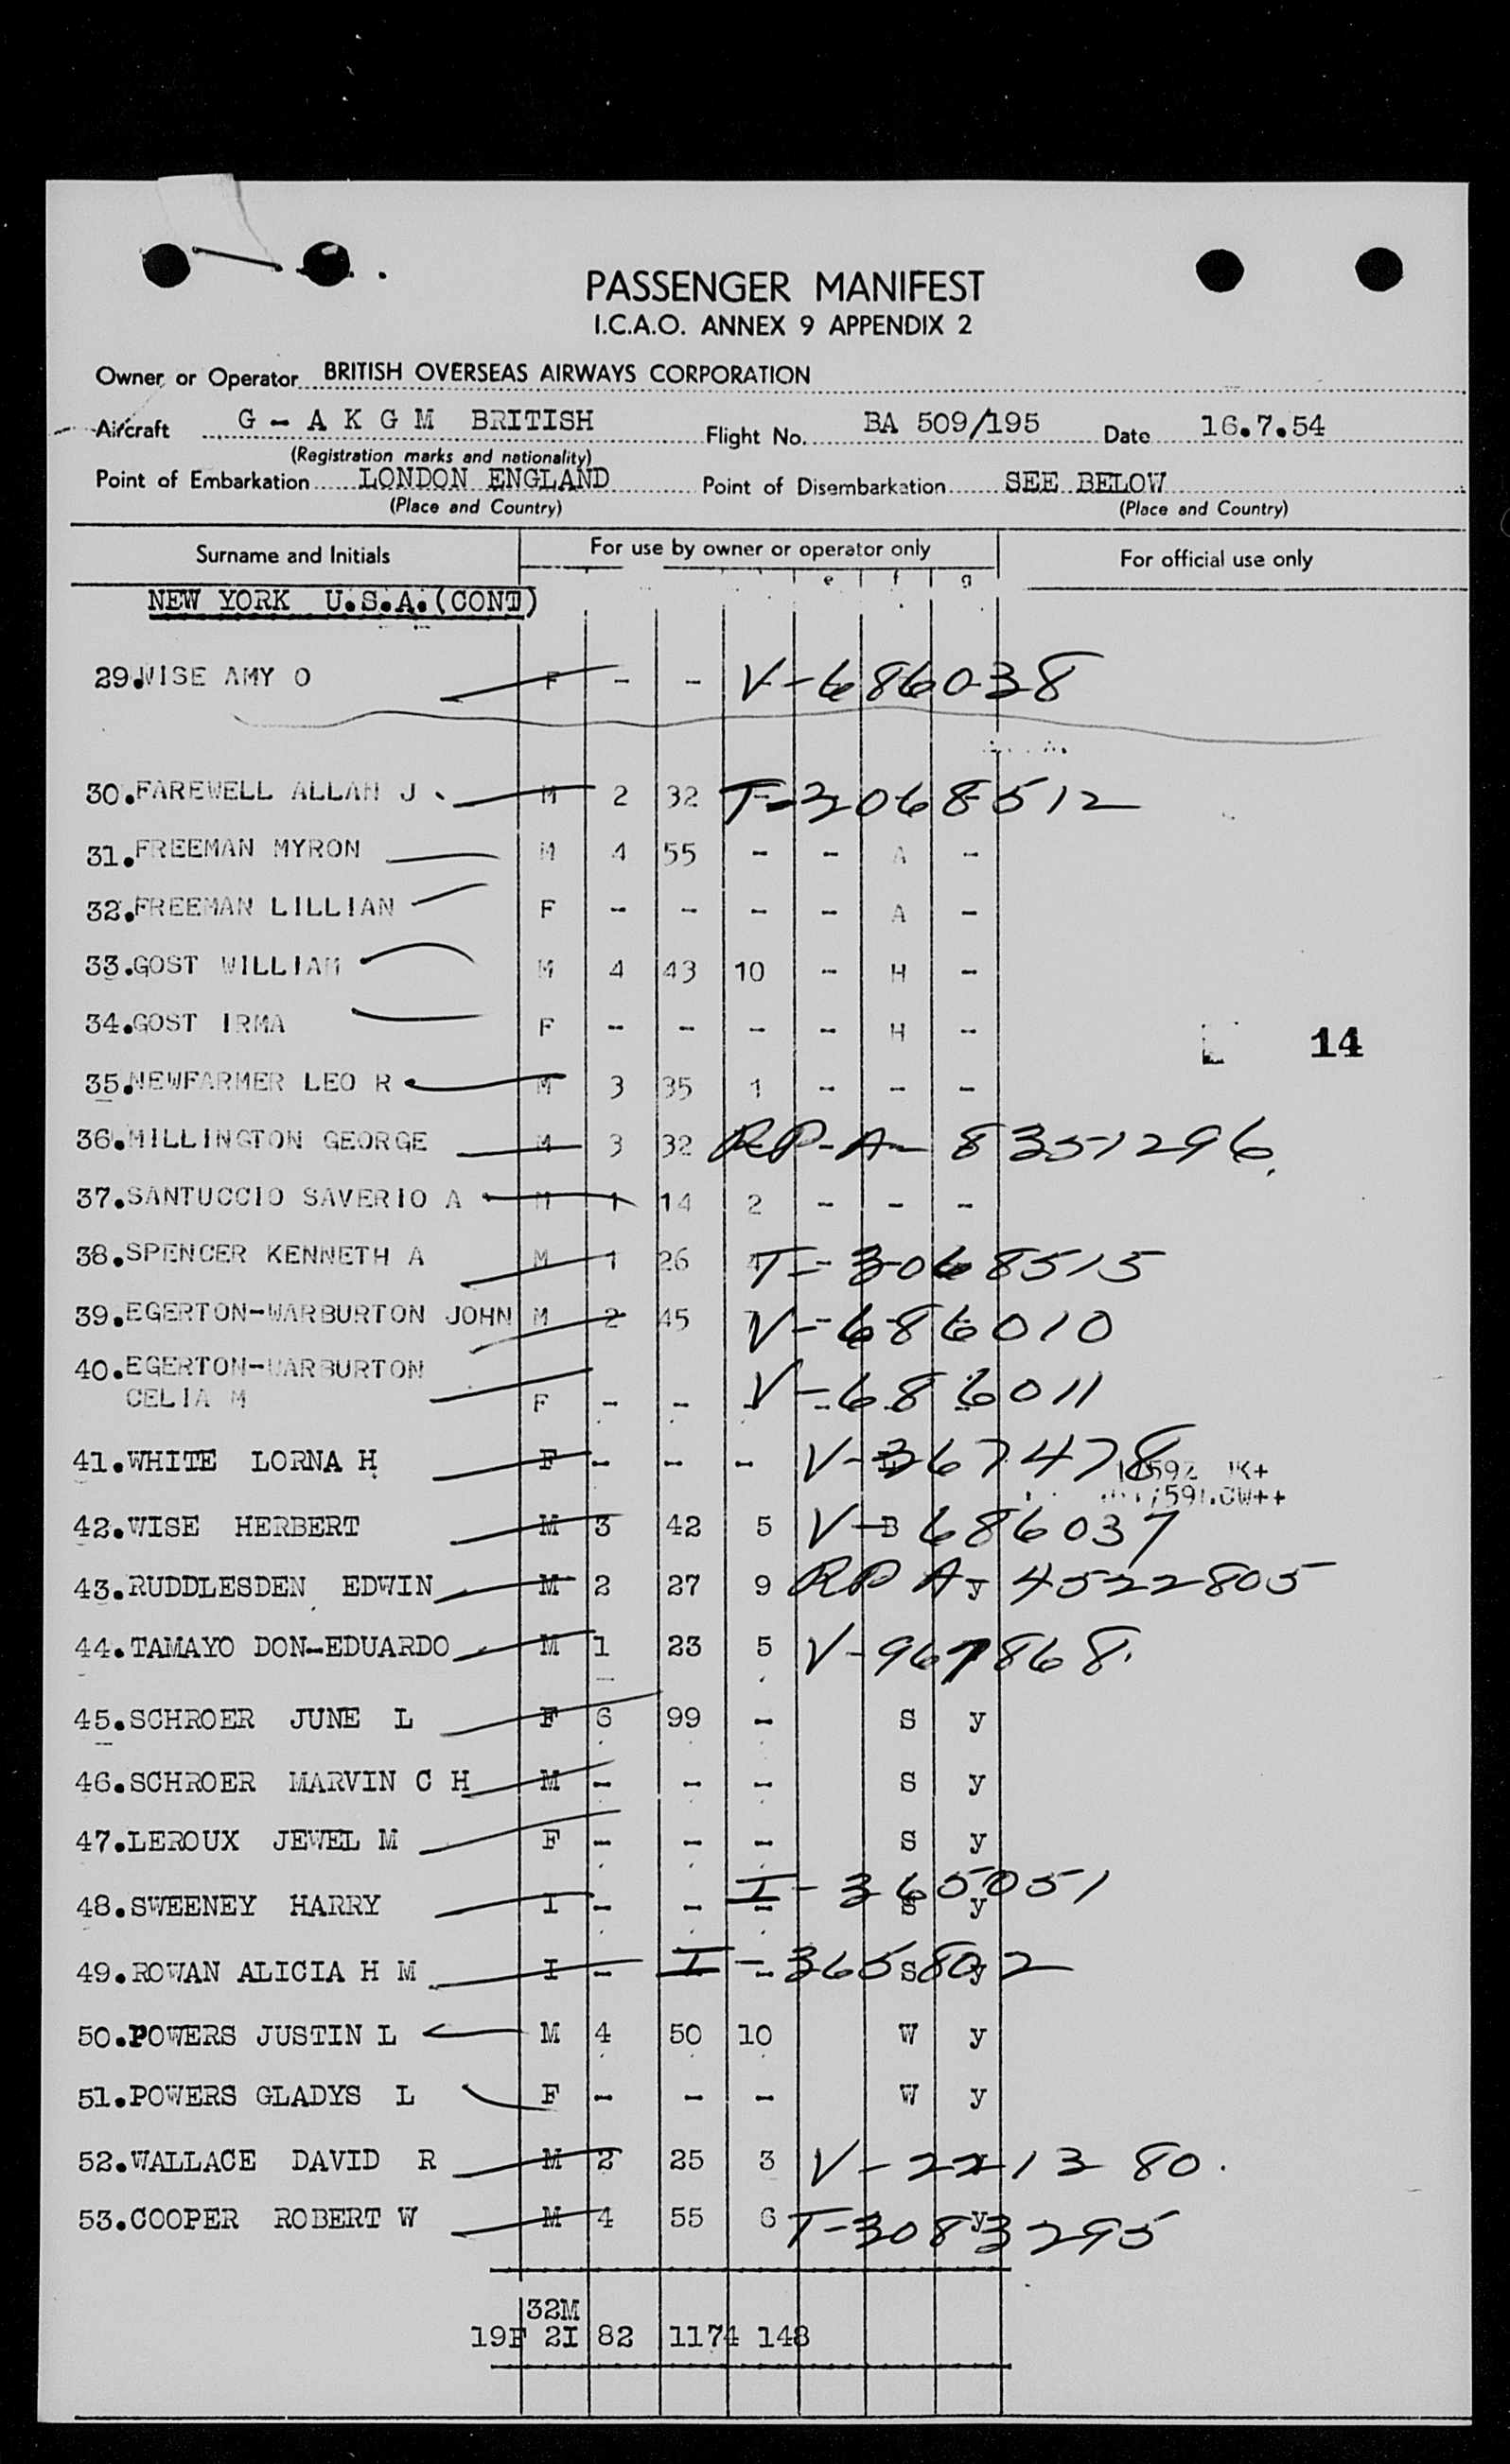 PASSENGER MANIFEST
I.C.A.O. ANNEX 9 APPENDIX 2
Owner or Operator BRITISH OVERSEAS AIRWAYS CORPORATION
Aircraft G - A K G M BRITISH Flight No. BA 509/195 Date 16.7.54
(Registration marks and nationality)
Point of Embarkation LONDON ENGLAND Point of Disembarkation SEE BELOW
(Place and Country) (Place and Country)
Surname and Initials For use by owner or operator only For official use only
e f g
NEW YORK U.S.A.(CONT)
29.WISE AMY O F - - V-686038
30.FAREWELL ALLAN J M 2 32 T-3068512
31.FREEMAN MYRON M 4 55 - - A -
32.FREEMAN LILLIAN F - - - - A -
33.GOST WILLIAM M 4 43 10 - H -
34.GOST IRMA F - - - - H -
14
35.NEWFARMER LEO R M 3 35 1 - - -
36.MILLINGTON GEORGE M 3 32 RP-A- 8351296.
37.SANTUCCIO SAVERIO A M 1 14 2 - - -
38.SPENCER KENNETH A M 1 26 T-3068515
39.EGERTON-WARBURTON JOHN M 2 45 V-686010
40.EGERTON-WARBURTON
CELIA M F - - V-686011
41.WHITE LORNA H F - - - V-367478
42.WISE HERBERT M 3 42 5 V-B 686037
43.RUDDLESDEN EDWIN M 2 27 9 RP A- y 4522805
44.TAMAYO DON-EDUARDO M 1 23 5 V-967868.
45.SCHROER JUNE L F 6 99 - S y
46.SCHROER MARVIN C H M - - - S y
47.LEROUX JEWEL M F - - - S y
48.SWEENEY HARRY I - - - I-365051 S y
49.ROWAN ALICIA H M I - I-365802 S y
50.POWERS JUSTIN L M 4 50 10 W y
51.POWERS GLADYS L F - - - W y
52.WALLACE DAVID R M 2 25 3 V-221380.
53.COOPER ROBERT W M 4 55 6 T-3083295 y
32M
19F 2I 82 1174 148